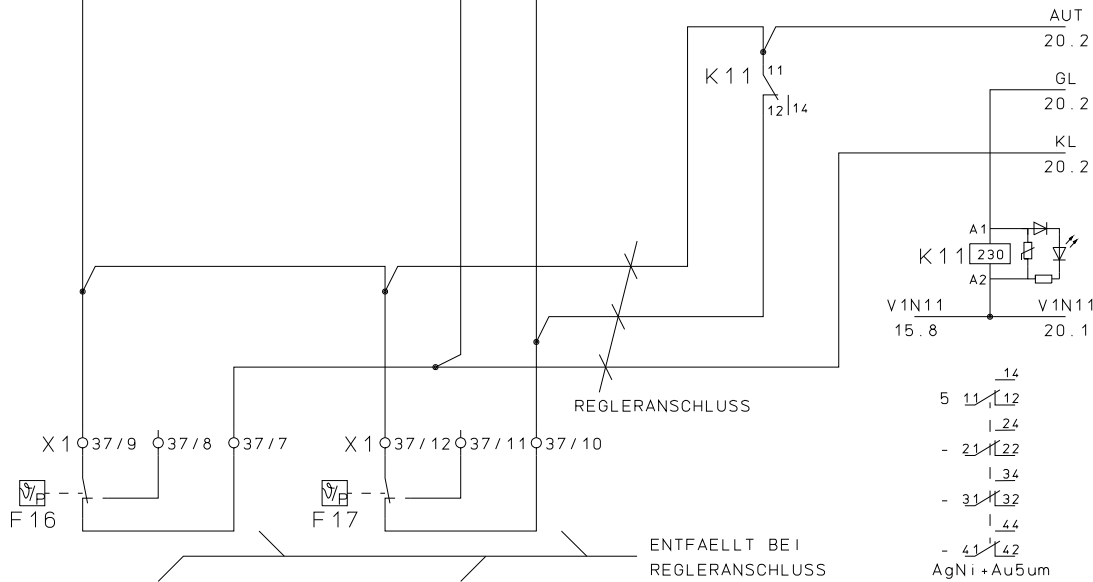 AUT
20.2
K11 11
12 14
GL
20.2
KL
20.2
A1
K11 230
A2
V1N11 V1N11
15.8 20.1
REGLERANSCHLUSS
14
5 11 12
24
- 21 22
34
- 31 32
44
- 41 42
AgNi+Au5um
X1 37/9 37/8 37/7 X1 37/12 37/11 37/10
ϑ/P ϑ/P
F16 F17
ENTFAELLT BEI
REGLERANSCHLUSS